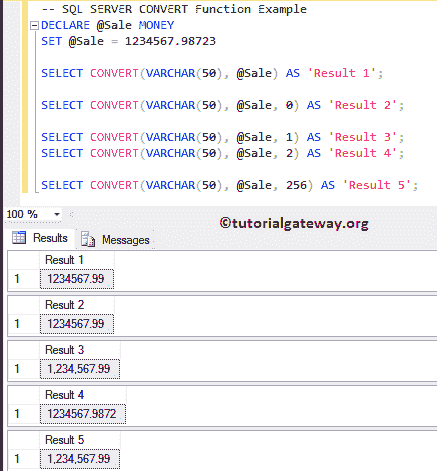 -- SQL SERVER CONVERT Function Example
DECLARE @Sale MONEY
SET @Sale = 1234567.98723
SELECT CONVERT(VARCHAR(50), @Sale) AS 'Result 1';
SELECT CONVERT(VARCHAR(50), @Sale, 0) AS 'Result 2';
SELECT CONVERT(VARCHAR(50), @Sale, 1) AS 'Result 3';
SELECT CONVERT(VARCHAR(50), @Sale, 2) AS 'Result 4';
SELECT CONVERT(VARCHAR(50), @Sale, 256) AS 'Result 5';
100 %
©tutorialgateway.org
Results Messages
Result 1
1 1234567.99
Result 2
1 1234567.99
Result 3
1 1,234,567.99
Result 4
1 1234567.9872
Result 5
1 1,234,567.99